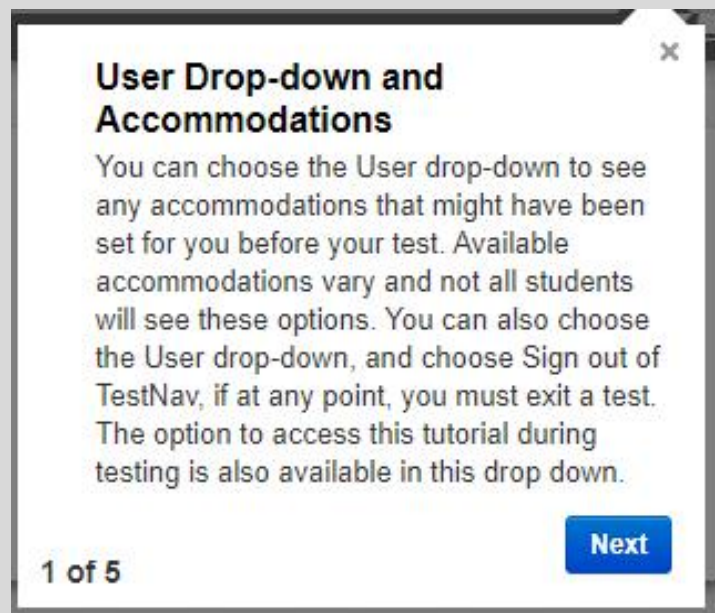 ×
User Drop-down and
Accommodations
You can choose the User drop-down to see
any accommodations that might have been
set for you before your test. Available
accommodations vary and not all students
will see these options. You can also choose
the User drop-down, and choose Sign out of
TestNav, if at any point, you must exit a test.
The option to access this tutorial during
testing is also available in this drop down.
Next
1 of 5